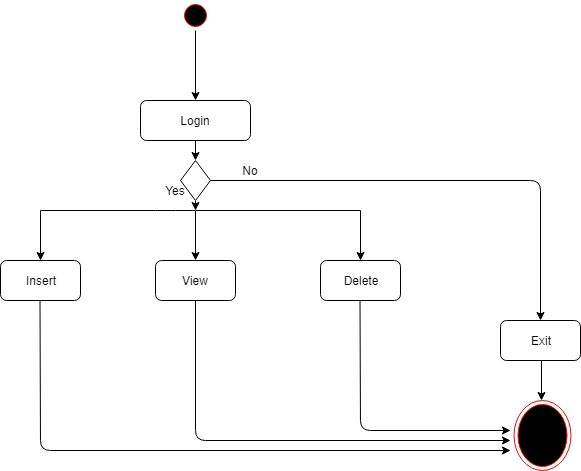 Login
No
Yes
Insert
View
Delete
Exit